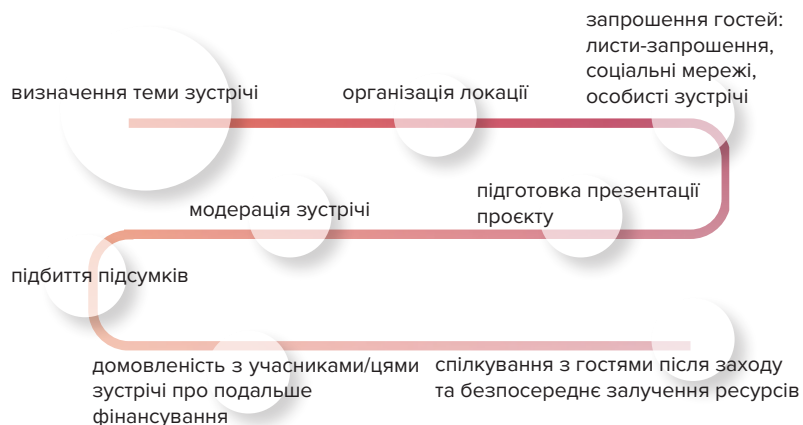 визначення теми зустрічі
організація локації
запрошення гостей:
листи-запрошення,
соціальні мережі,
особисті зустрічі
підготовка презентації
проєкту
модерація зустрічі
підбиття підсумків
домовленість з учасниками/цями
зустрічі про подальше
фінансування
спілкування з гостями після заходу
та безпосереднє залучення ресурсів